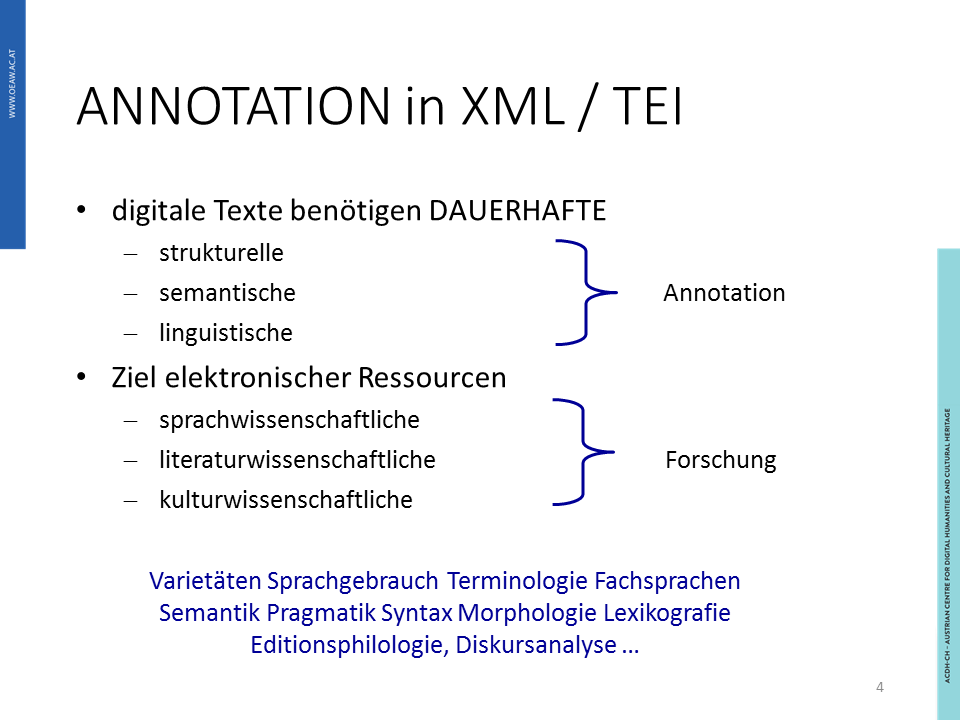 WWW.OEAW.AC.AT
ANNOTATION in XML / TEI
• digitale Texte benötigen DAUERHAFTE
– strukturelle
– semantische
Annotation
– linguistische
• Ziel elektronischer Ressourcen
– sprachwissenschaftliche
– literaturwissenschaftliche
Forschung
– kulturwissenschaftliche
Varietäten Sprachgebrauch Terminologie Fachsprachen
Semantik Pragmatik Syntax Morphologie Lexikografie
Editionsphilologie, Diskursanalyse ...
ACDH-CH - AUSTRIAN CENTRE FOR DIGITAL HUMANITIES AND CULTURAL HERITAGE
4